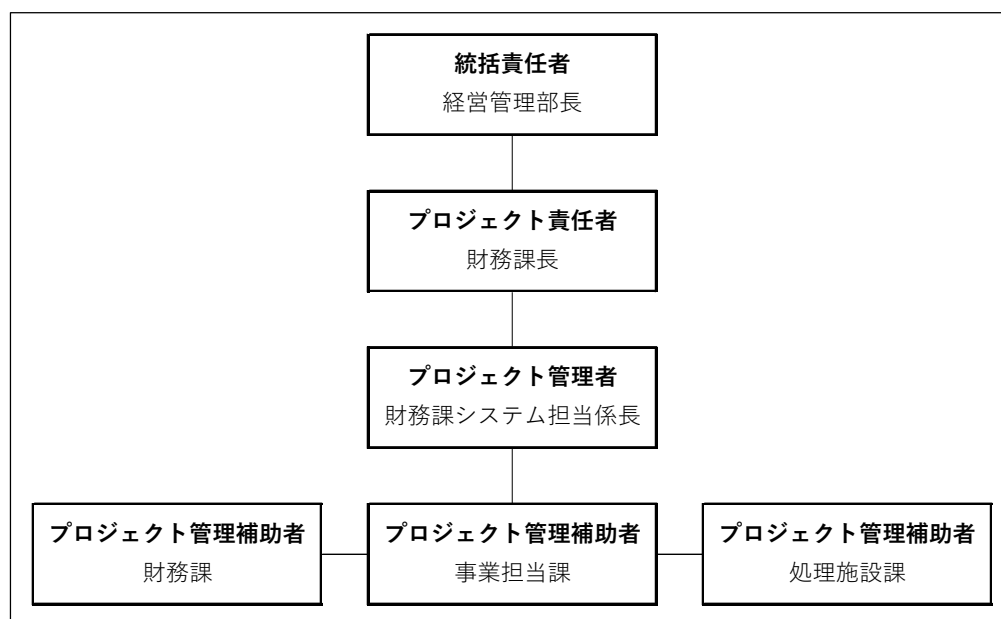 統括責任者
経営管理部長
プロジェクト責任者
財務課長
プロジェクト管理者
財務課システム担当係長
プロジェクト管理補助者
財務課
プロジェクト管理補助者
事業担当課
プロジェクト管理補助者
処理施設課